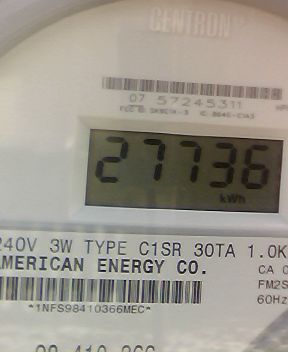 CENTRON
07 57245311
27736
kWh
240V 3W TYPE C1SR 30TA 1.0K
AMERICAN ENERGY CO. CA
FM2S
*1NFS98410366MEC* 60Hz